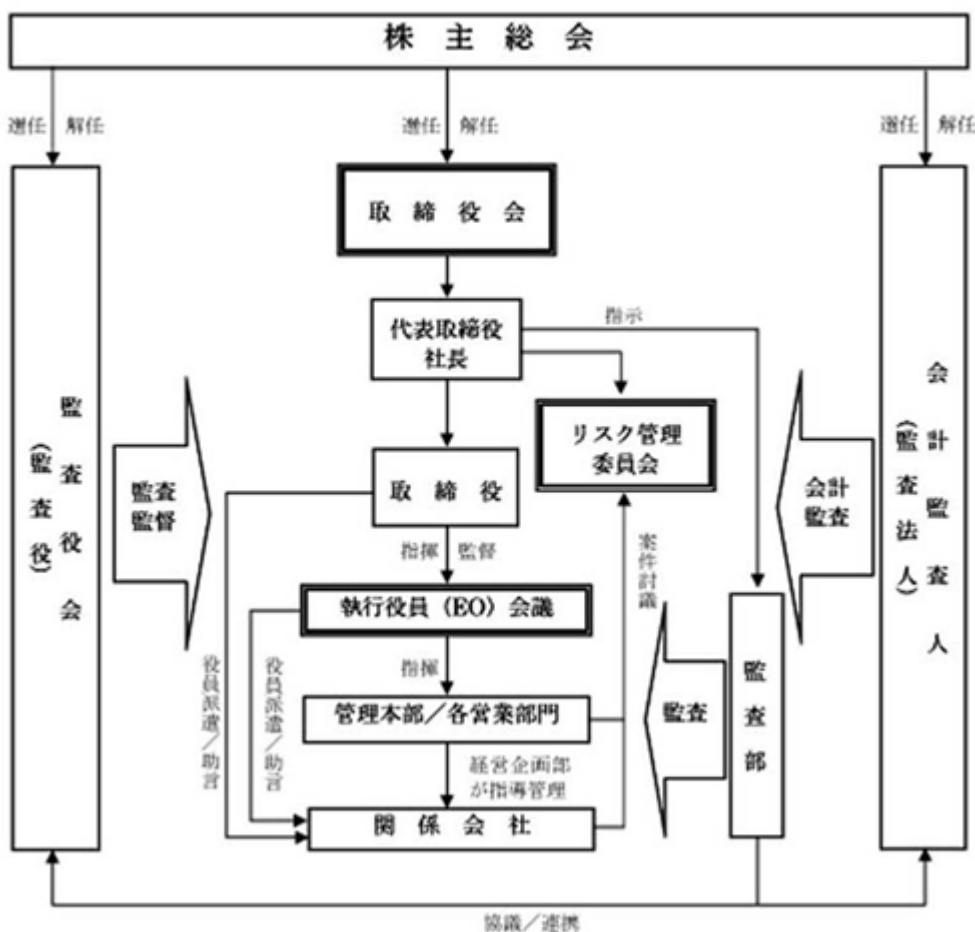 株主総会
選任 解任
選任 解任
選任 解任
取締役会
代表取締役
社長
指示
リスク管理
委員会
監査役会
(監査役)
監査
監督
取締役
会計
監査
会計監査人
(監査法人)
指揮 監督
案件討議
執行役員(EO)会議
役員派遣/助言
役員派遣/助言
指揮
監査
監査部
管理本部/各営業部門
経営企画部
が指導管理
関係会社
協議/連携